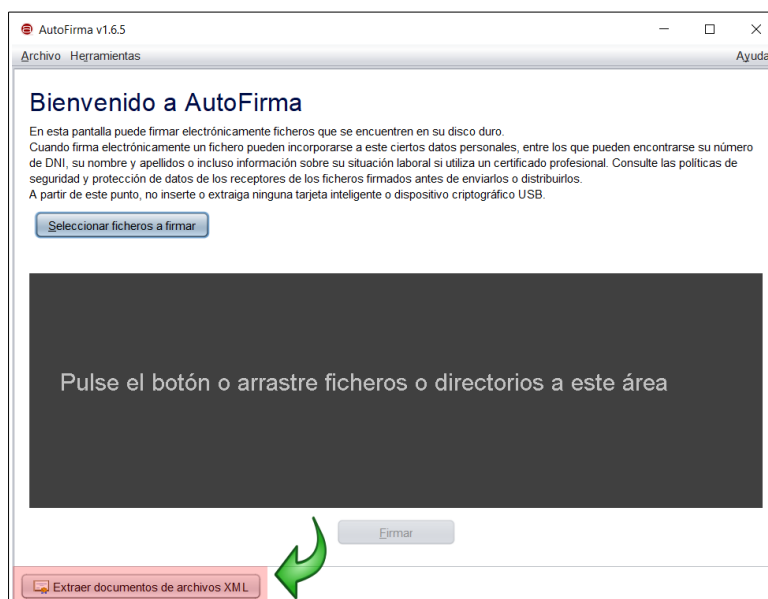 AutoFirma v1.6.5
Archivo Herramientas Ayuda
Bienvenido a AutoFirma
En esta pantalla puede firmar electrónicamente ficheros que se encuentren en su disco duro.
Cuando firma electrónicamente un fichero pueden incorporarse a este ciertos datos personales, entre los que pueden encontrarse su número
de DNI, su nombre y apellidos o incluso información sobre su situación laboral si utiliza un certificado profesional. Consulte las políticas de
seguridad y protección de datos de los receptores de los ficheros firmados antes de enviarlos o distribuirlos.
A partir de este punto, no inserte o extraiga ninguna tarjeta inteligente o dispositivo criptográfico USB.
Seleccionar ficheros a firmar
Pulse el botón o arrastre ficheros o directorios a este área
Firmar
Extraer documentos de archivos XML